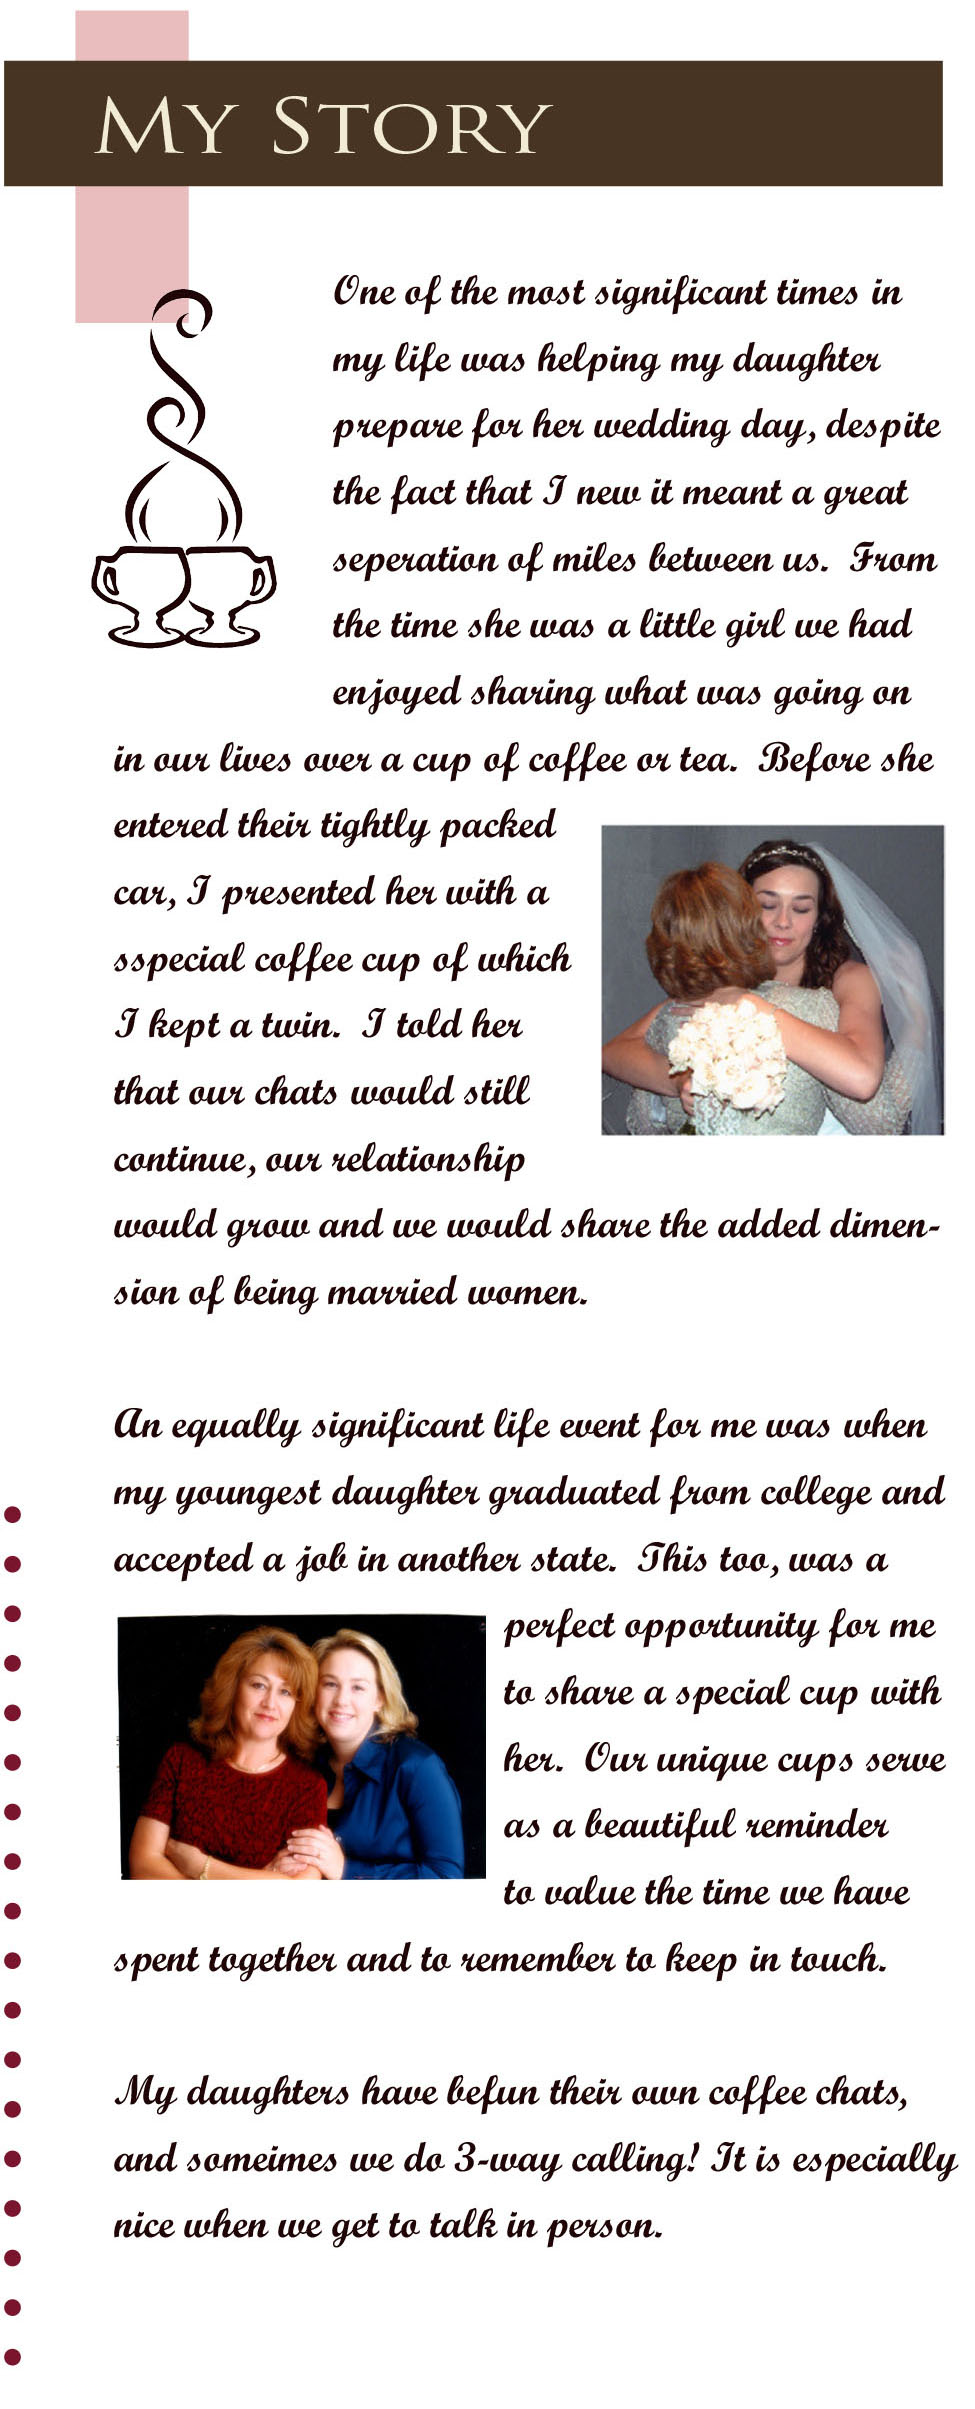 My Story
One of the most significant times in
my life was helping my daughter
prepare for her wedding day, despite
the fact that I new it meant a great
seperation of miles between us.  From
the time she was a little girl we had
enjoyed sharing what was going on
in our lives over a cup of coffee or tea.  Before she
entered their tightly packed
car, I presented her with a
sspecial coffee cup of which
I kept a twin.  I told her
that our chats would still
continue, our relationship
would grow and we would share the added dimen-
sion of being married women.
An equally significant life event for me was when
my youngest daughter graduated from college and
accepted a job in another state.  This too, was a
perfect opportunity for me
to share a special cup with
her.  Our unique cups serve
as a beautiful reminder
to value the time we have
spent together and to remember to keep in touch.
My daughters have befun their own coffee chats,
and someimes we do 3-way calling! It is especially
nice when we get to talk in person.